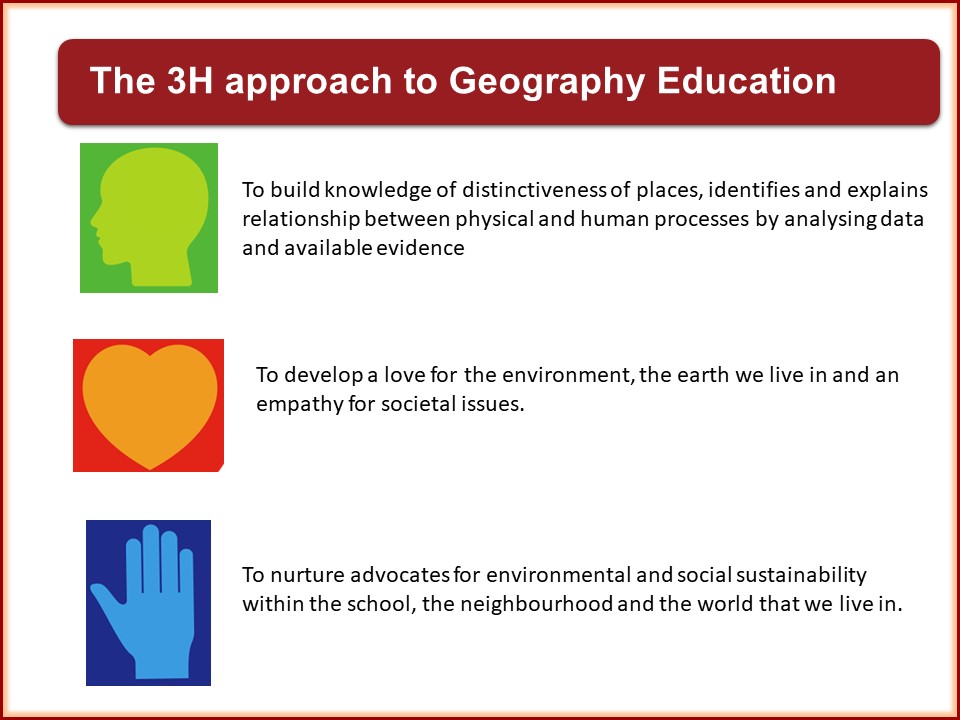 The 3H approach to Geography Education
To build knowledge of distinctiveness of places, identifies and explains
relationship between physical and human processes by analysing data
and available evidence
To develop a love for the environment, the earth we live in and an
empathy for societal issues.
To nurture advocates for environmental and social sustainability
within the school, the neighbourhood and the world that we live in.